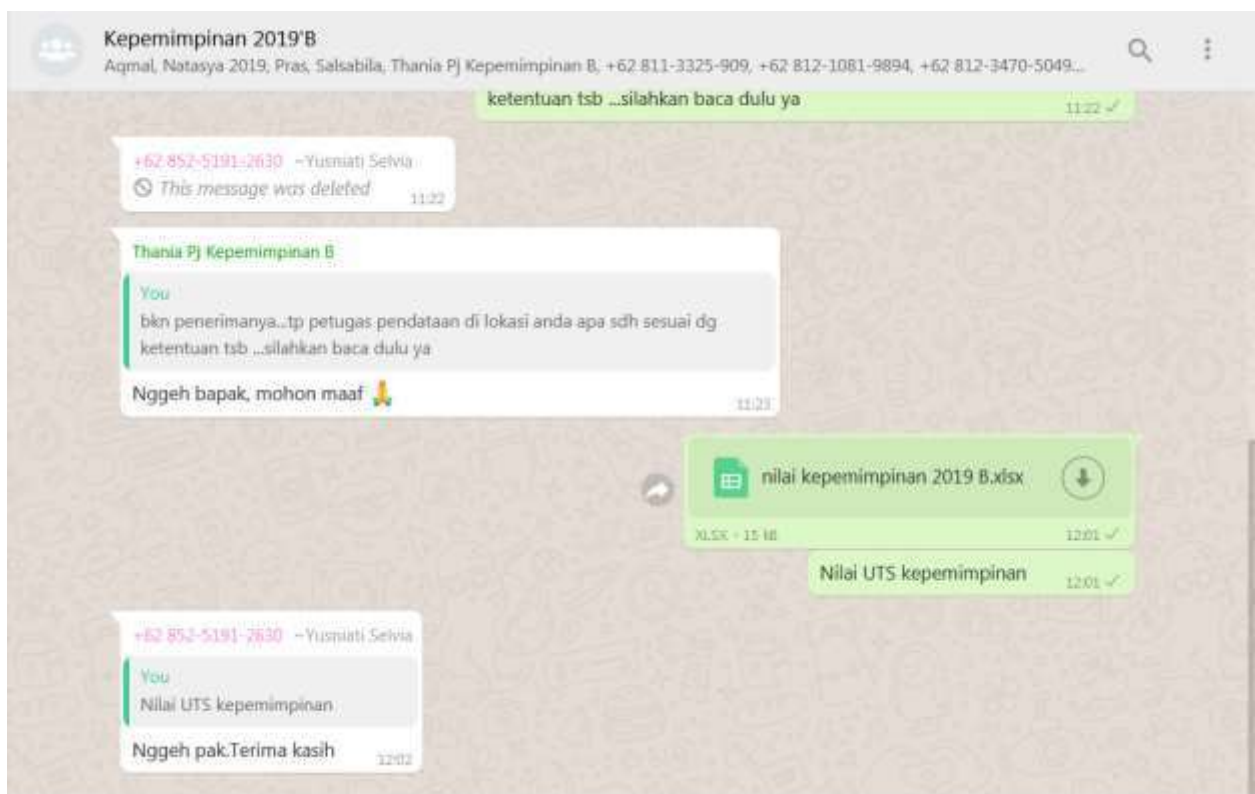 Kepemimpinan 2019'B
Aqmal, Natasya 2019, Pras, Salsabila, Thania Pj Kepemimpinan B, +62 811-3325-909, +62 812-1081-9894, +62 812-3470-5049...
ketentuan tsb ...silahkan baca dulu ya
11:22
+62 852-5191-2630 ~Yusniati Selvia
This message was deleted
11:22
Thania Pj Kepemimpinan B
You
bkn penerimanya...tp petugas pendataan di lokasi anda apa sdh sesuai dg
ketentuan tsb ...silahkan baca dulu ya
Nggeh bapak, mohon maaf 🙏
11:23
nilai kepemimpinan 2019 B.xlsx
XLSX • 15 kB
12:01
Nilai UTS kepemimpinan
12:01
+62 852-5191-2630 ~Yusniati Selvia
You
Nilai UTS kepemimpinan
Nggeh pak.Terima kasih
12:02